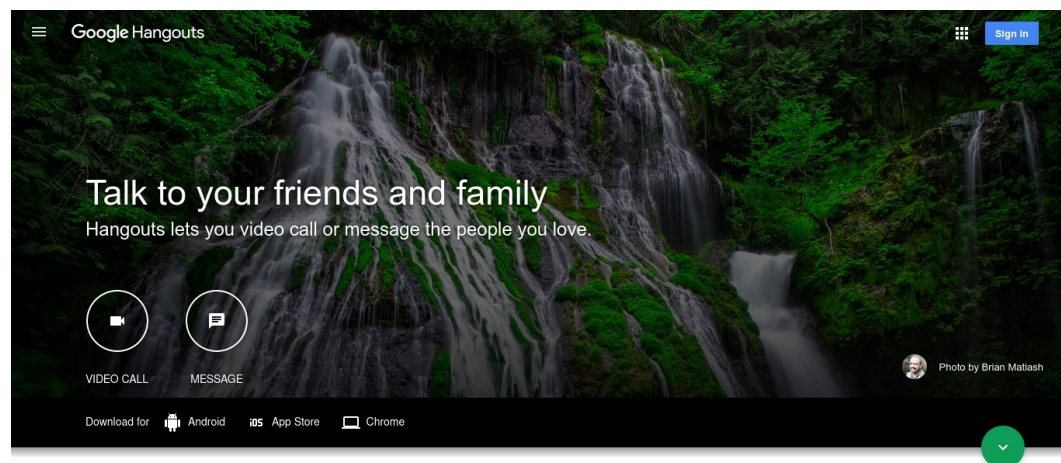 Google Hangouts
Sign in
Talk to your friends and family
Hangouts lets you video call or message the people you love.
VIDEO CALL
MESSAGE
Photo by Brian Matiash
Download for Android iOS App Store Chrome